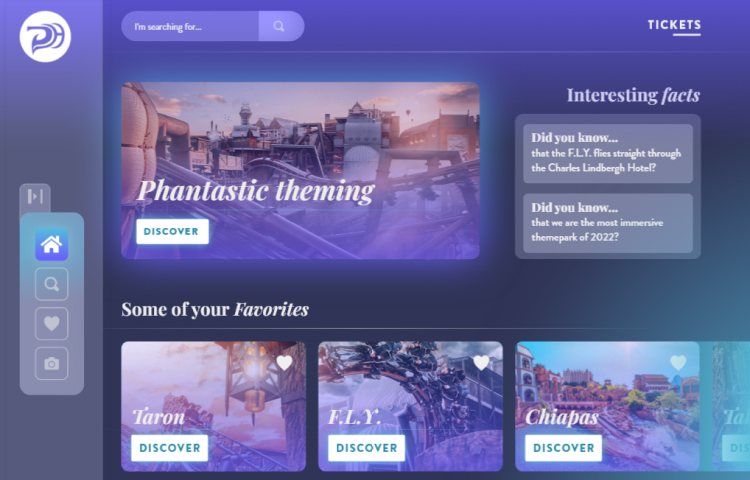 I'm searching for...
TICKETS
Phantastic theming
DISCOVER
Interesting facts
Did you know...
that the F.L.Y. flies straight through
the Charles Lindbergh Hotel?
Did you know...
that we are the most immersive
themepark of 2022?
Some of your Favorites
Taron
DISCOVER
F.L.Y.
DISCOVER
Chiapas
DISCOVER